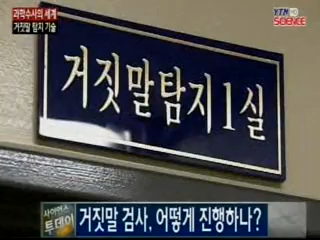 과학수사의 세계
거짓말 탐지 기술
YTN
SCIENCE
거짓말탐지1실
사이언스
투데이
거짓말 검사, 어떻게 진행하나?